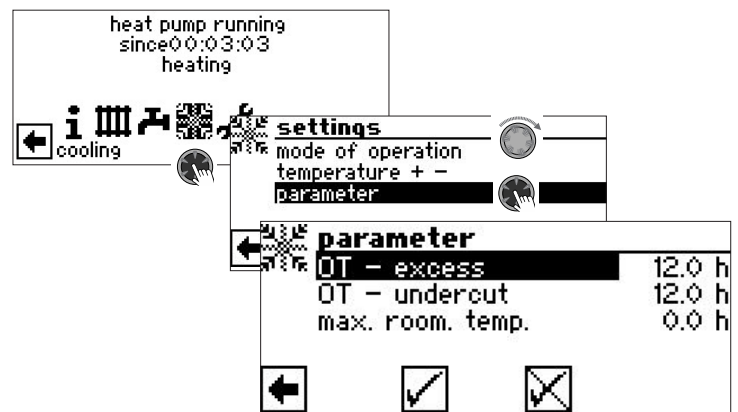 heat pump running
since00:03:03
heating
cooling
settings
mode of operation
temperature + -
parameter
parameter
OT - excess 12.0 h
OT - undercut 12.0 h
max. room. temp. 0.0 h